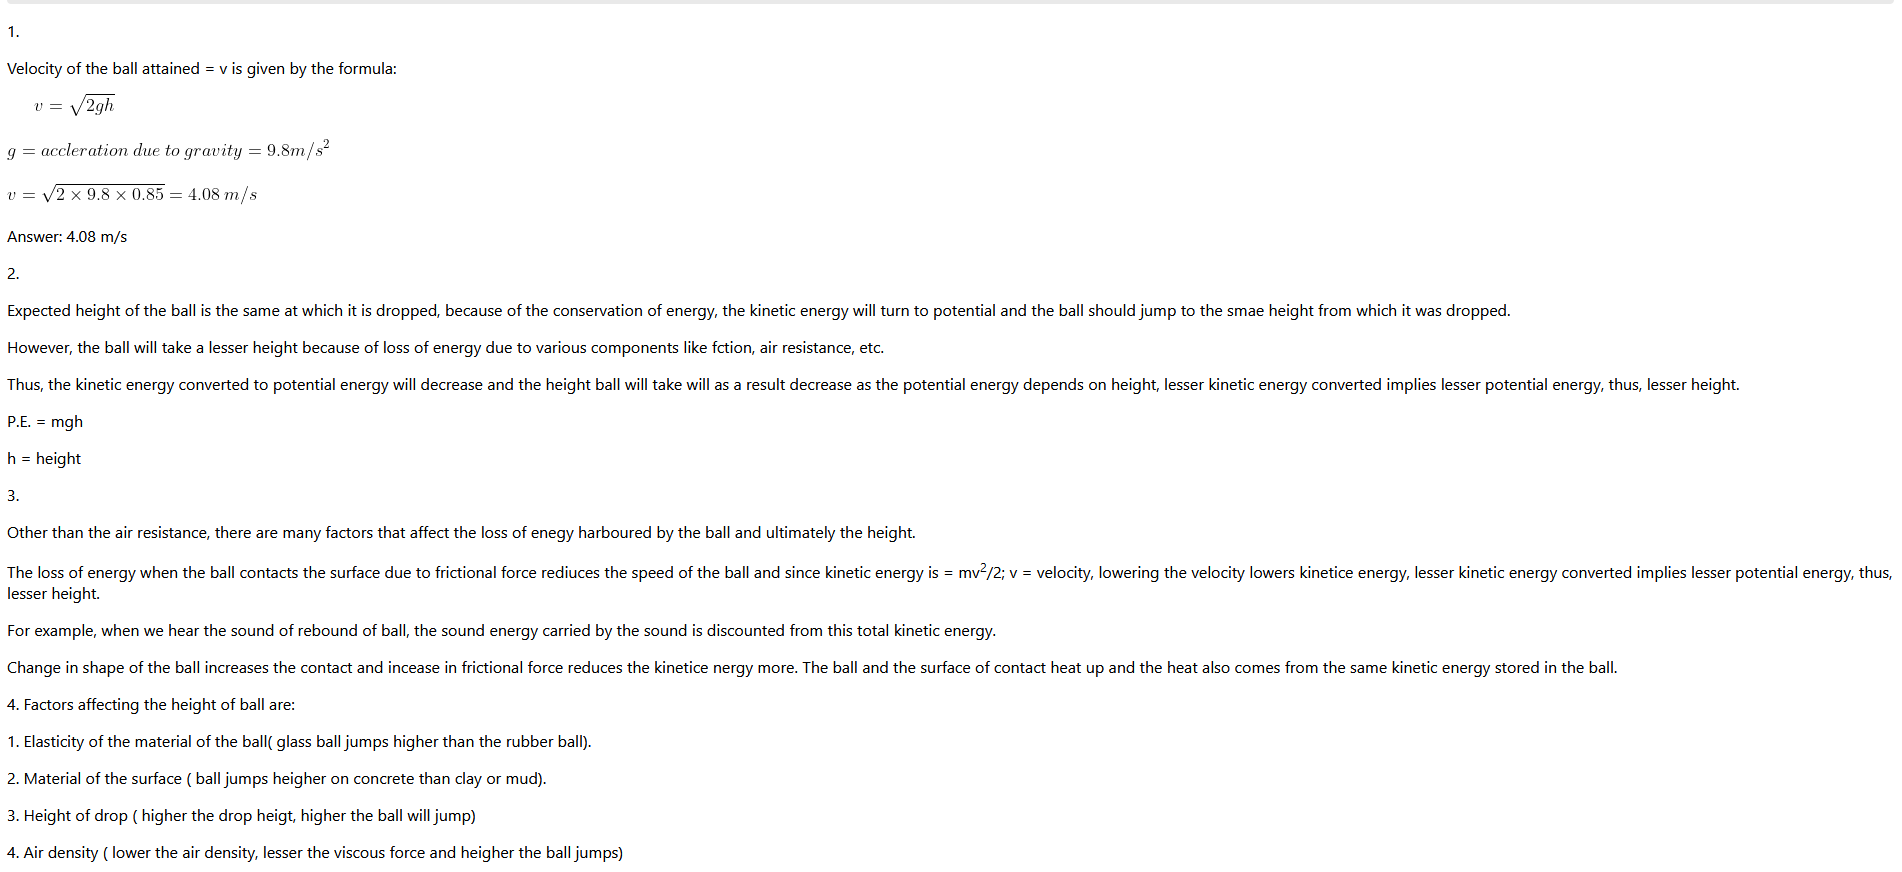 1.
Velocity of the ball attained = v is given by the formula:
v = √2gh
g = accleration due to gravity = 9.8m/s²
v = √2 × 9.8 × 0.85 = 4.08 m/s
Answer: 4.08 m/s
2.
Expected height of the ball is the same at which it is dropped, because of the conservation of energy, the kinetic energy will turn to potential and the ball should jump to the smae height from which it was dropped.
However, the ball will take a lesser height because of loss of energy due to various components like fction, air resistance, etc.
Thus, the kinetic energy converted to potential energy will decrease and the height ball will take will as a result decrease as the potential energy depends on height, lesser kinetic energy converted implies lesser potential energy, thus, lesser height.
P.E. = mgh
h = height
3.
Other than the air resistance, there are many factors that affect the loss of enegy harboured by the ball and ultimately the height.
The loss of energy when the ball contacts the surface due to frictional force rediuces the speed of the ball and since kinetic energy is = mv²/2; v = velocity, lowering the velocity lowers kinetice energy, lesser kinetic energy converted implies lesser potential energy, thus,
lesser height.
For example, when we hear the sound of rebound of ball, the sound energy carried by the sound is discounted from this total kinetic energy.
Change in shape of the ball increases the contact and incease in frictional force reduces the kinetice nergy more. The ball and the surface of contact heat up and the heat also comes from the same kinetic energy stored in the ball.
4. Factors affecting the height of ball are:
1. Elasticity of the material of the ball( glass ball jumps higher than the rubber ball).
2. Material of the surface ( ball jumps heigher on concrete than clay or mud).
3. Height of drop ( higher the drop heigt, higher the ball will jump)
4. Air density ( lower the air density, lesser the viscous force and heigher the ball jumps)